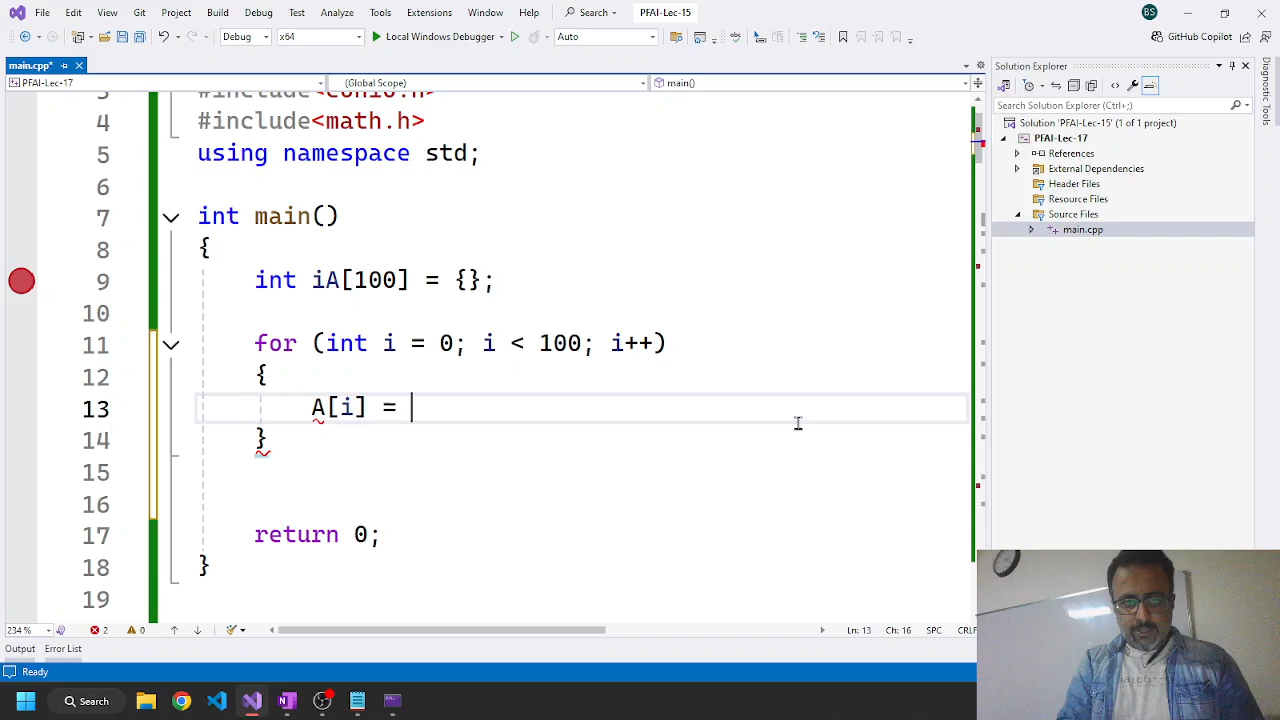 File Edit View Git Project Build Debug Test Analyze Tools Extensions Window Help Search PFAI-Lec-15 BS
Debug x64 Local Windows Debugger Auto GitHub Copilot
main.cpp*
PFAI-Lec-17 (Global Scope) main()
4 #include<math.h>
5 using namespace std;
6
7 int main()
8 {
9 int iA[100] = {};
10
11 for (int i = 0; i < 100; i++)
12 {
13 A[i] =
14 }
15
16
17 return 0;
18 }
19
234 % 2 0 Ln: 13 Ch: 16 SPC CRLF
Output Error List
Ready
Solution Explorer
Search Solution Explorer (Ctrl+;)
Solution 'PFAI-Lec-15' (1 of 1 project)
PFAI-Lec-17
References
External Dependencies
Header Files
Resource Files
Source Files
main.cpp
Diagnostic Tools
Search